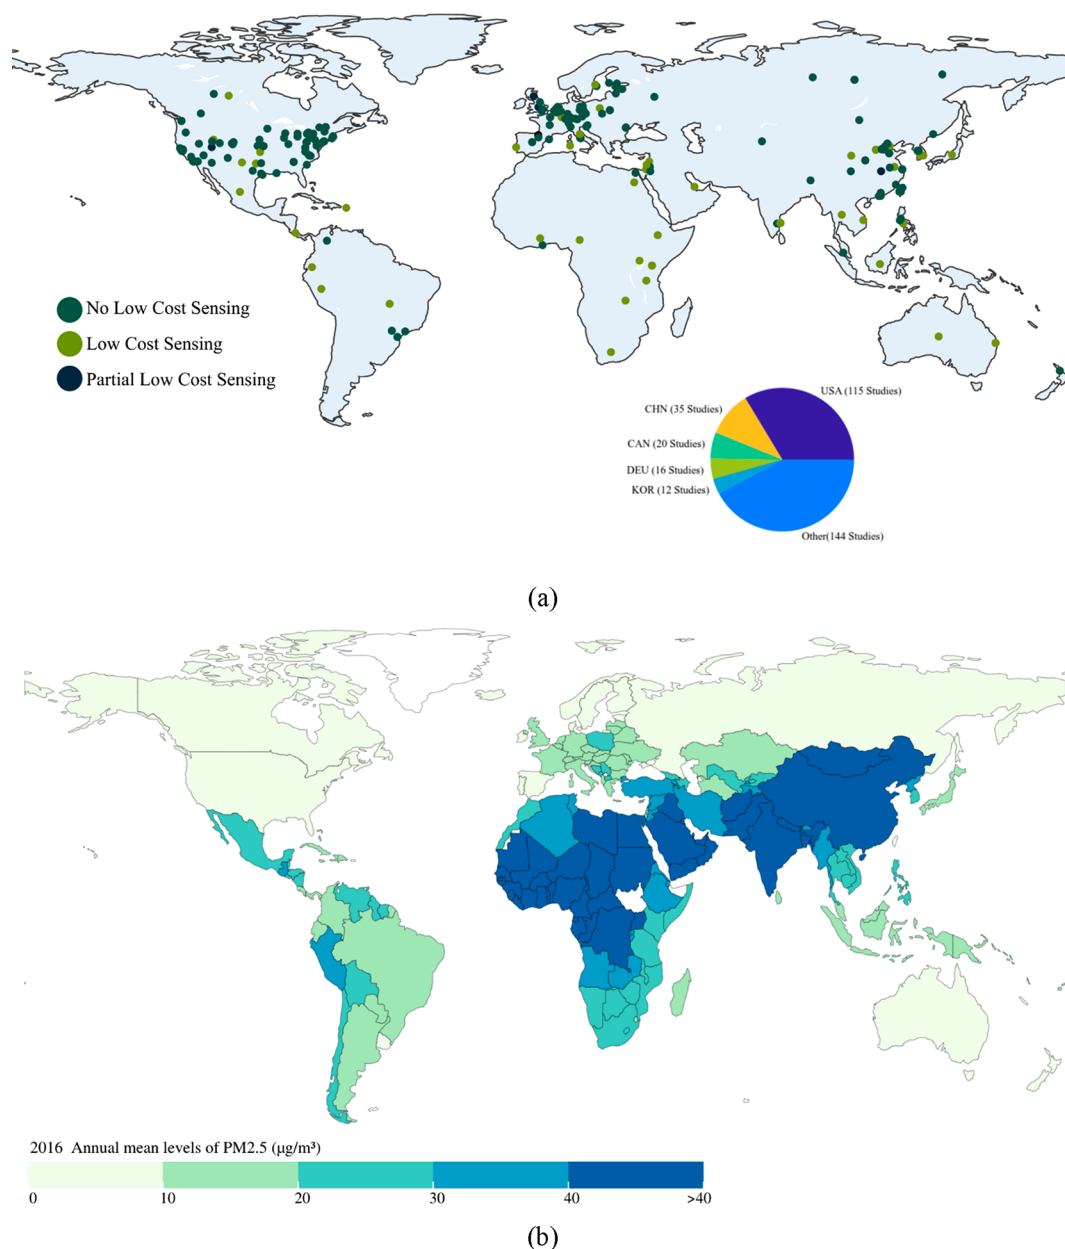 No Low Cost Sensing
Low Cost Sensing
Partial Low Cost Sensing
USA (115 Studies)
CHN (35 Studies)
CAN (20 Studies)
DEU (16 Studies)
KOR (12 Studies)
Other(144 Studies)
(a)
2016 Annual mean levels of PM2.5 (µg/m³)
0 10 20 30 40 >40
(b)